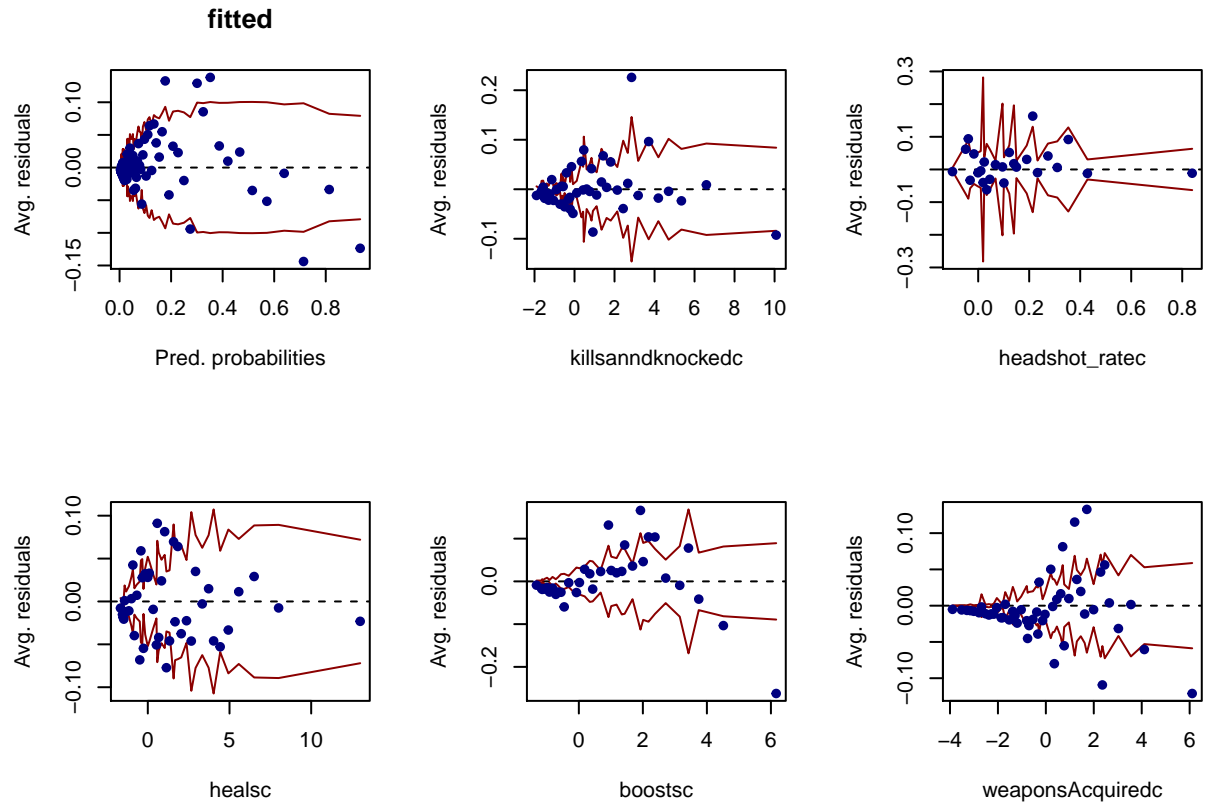 fitted
Avg. residuals
−0.15 0.00 0.10
0.0 0.2 0.4 0.6 0.8
Pred. probabilities
Avg. residuals
−0.1 0.1 0.2
−2 0 2 4 6 8 10
killsanndknockedc
Avg. residuals
−0.3 −0.1 0.1 0.3
0.0 0.2 0.4 0.6 0.8
headshot_ratec
Avg. residuals
−0.10 0.00 0.10
0 5 10
healsc
Avg. residuals
−0.2 0.0
0 2 4 6
boostsc
Avg. residuals
−0.10 0.00 0.10
−4 −2 0 2 4 6
weaponsAcquiredc